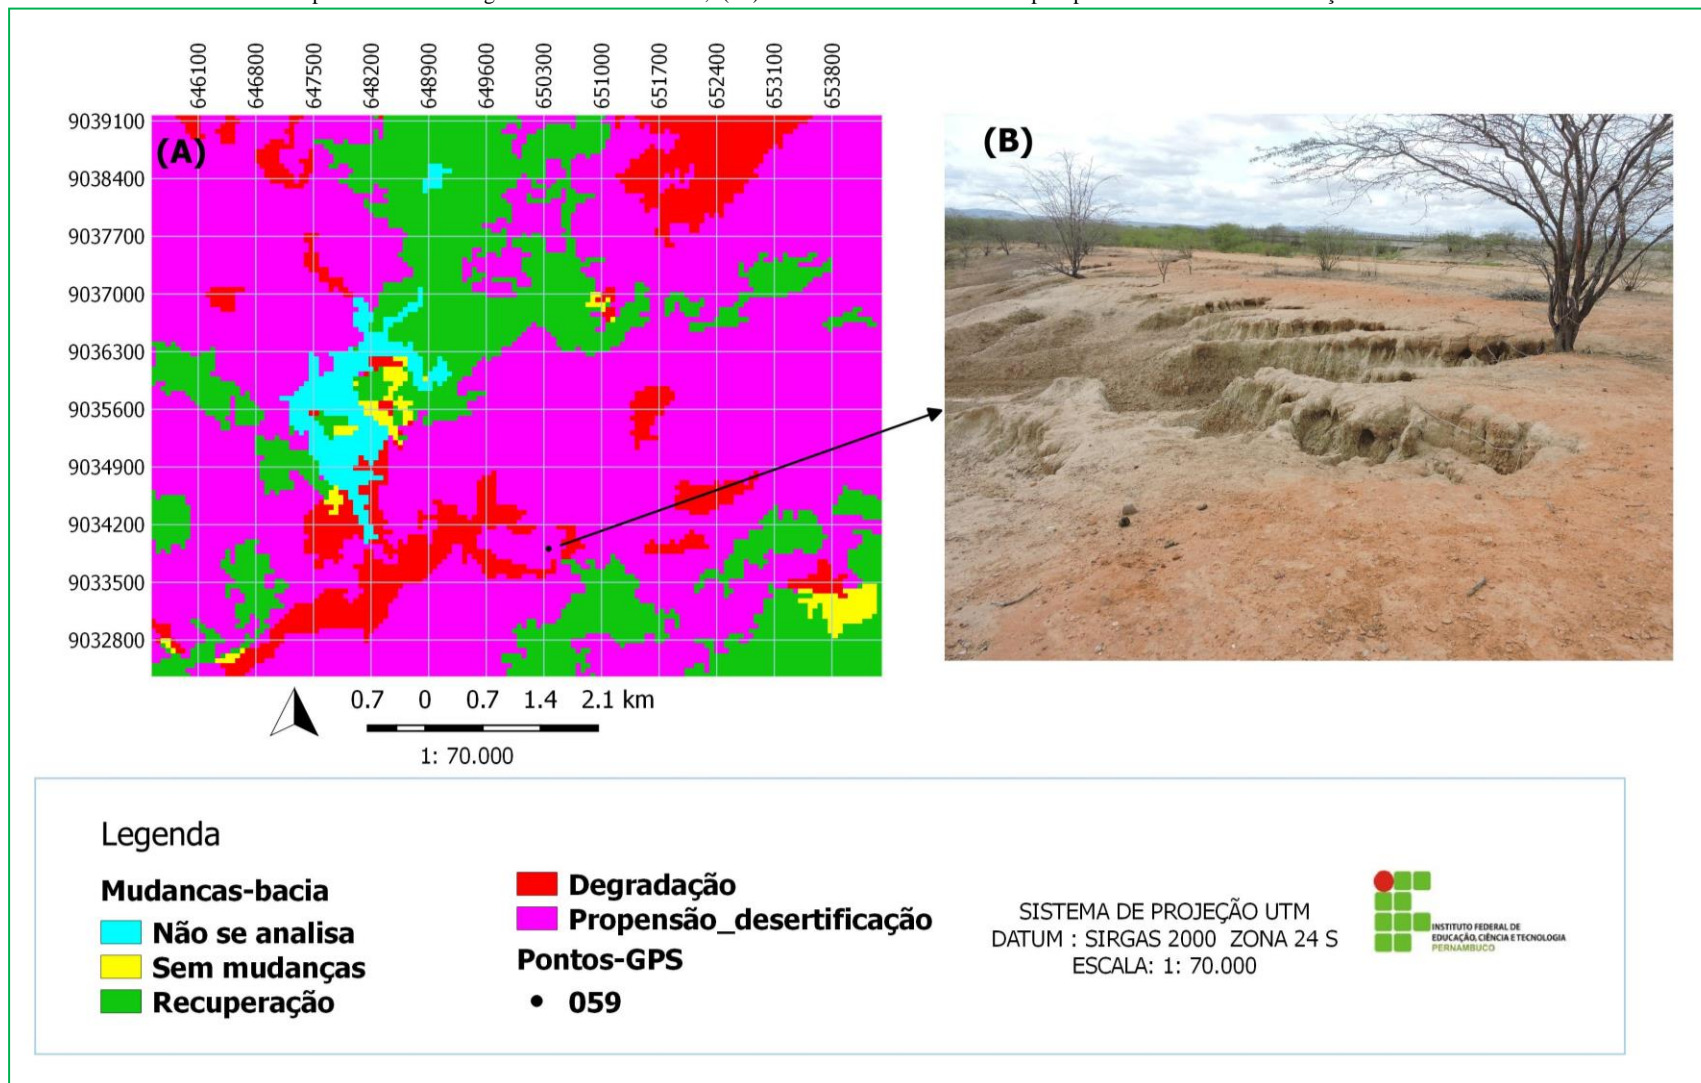 646100
646800
647500
648200
648900
649600
650300
651000
651700
652400
653100
653800
9039100
9038400
9037700
9037000
9036300
9035600
9034900
9034200
9033500
9032800
(A)
(B)
0.7 0 0.7 1.4 2.1 km
1: 70.000
Legenda
Mudancas-bacia
Não se analisa
Sem mudanças
Recuperação
Degradação
Propensão_desertificação
Pontos-GPS
059
SISTEMA DE PROJEÇÃO UTM
DATUM : SIRGAS 2000 ZONA 24 S
ESCALA: 1: 70.000
INSTITUTO FEDERAL DE
EDUCAÇÃO, CIÊNCIA E TECNOLOGIA
PERNAMBUCO